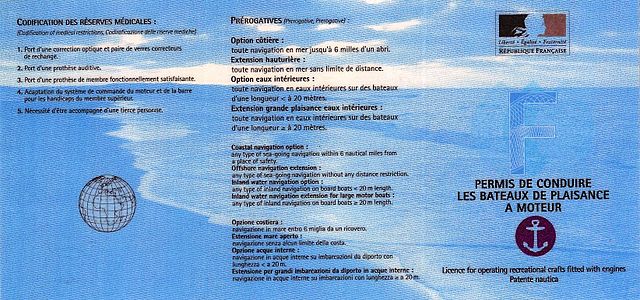 CODIFICATION DES RÉSERVES MÉDICALES :
(Codification of medical restrictions, Codificazione delle riserve mediche)
1. Port d'une correction optique et paire de verres correcteurs
de rechange.
2. Port d'une prothèse auditive.
3. Port d'une prothèse de membre fonctionnellement satisfaisante.
4. Adaptation du système de commande du moteur et de la barre
pour les handicaps du membre supérieur.
5. Nécessité d'être accompagné d'une tierce personne.
PRÉROGATIVES (Prerogative, Prerogative) :
Option côtière :
toute navigation en mer jusqu'à 6 milles d'un abri.
Extension hauturière :
toute navigation en mer sans limite de distance.
Option eaux intérieures :
toute navigation en eaux intérieures sur des bateaux
d'une longueur < à 20 mètres.
Extension grande plaisance eaux intérieures :
toute navigation en eaux intérieures sur des bateaux
d'une longueur ≥ à 20 mètres.
Coastal navigation option :
any type of sea-going navigation within 6 nautical miles from
a place of safety.
Offshore navigation extension :
any type of sea-going navigation without any distance restriction.
Inland water navigation option :
any type of inland navigation on board boats < 20 m length.
Inland water navigation extension for large motor boats :
any type of inland navigation on board boats ≥ 20 m length.
Opzione costiera :
navigazione in mare entro 6 miglia da un ricovero.
Estensione mare aperto :
navigazione senza alcun limite della costa.
Opzione acque interne :
navigazione in acque interne su imbarcazioni da diporto con
lunghezza < a 20 m.
Estensione per grandi imbarcazioni da diporto in acque interne :
navigazione in acque interne su imbarcazioni con lunghezza ≥ a 20 m.
Liberté • Égalité • Fraternité
RÉPUBLIQUE FRANÇAISE
F
PERMIS DE CONDUIRE
LES BATEAUX DE PLAISANCE
A MOTEUR
Licence for operating recreational crafts fitted with engines
Patente nautica